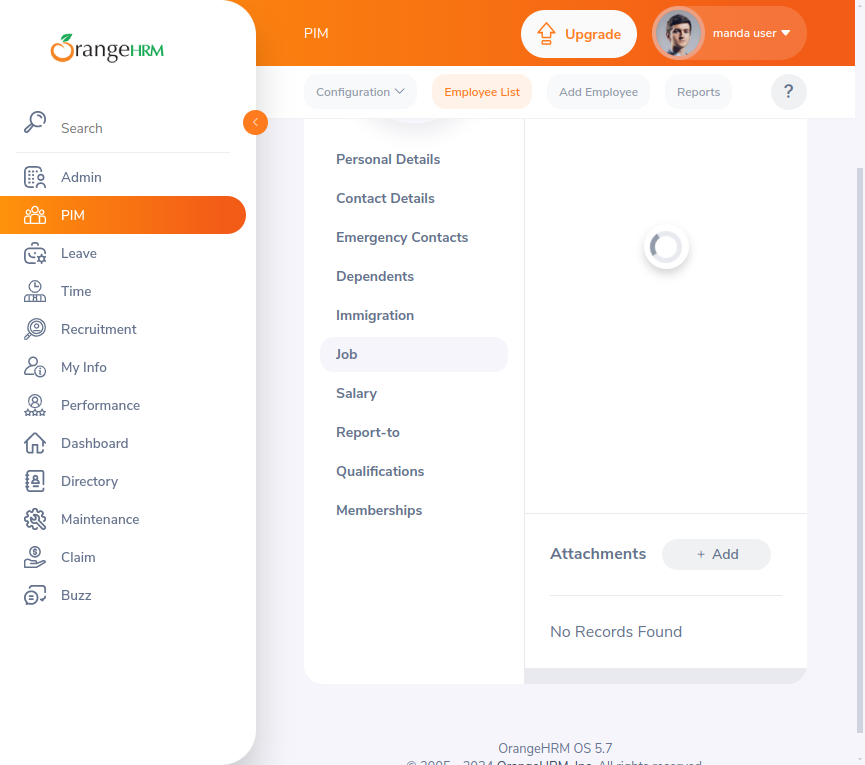 OrangeHRM
Search
Admin
PIM
Leave
Time
Recruitment
My Info
Performance
Dashboard
Directory
Maintenance
Claim
Buzz
PIM
Upgrade
manda user
Configuration
Employee List
Add Employee
Reports
?
Personal Details
Contact Details
Emergency Contacts
Dependents
Immigration
Job
Salary
Report-to
Qualifications
Memberships
Attachments
+ Add
No Records Found
OrangeHRM OS 5.7
© 2005 - 2024 OrangeHRM, Inc. All rights reserved.